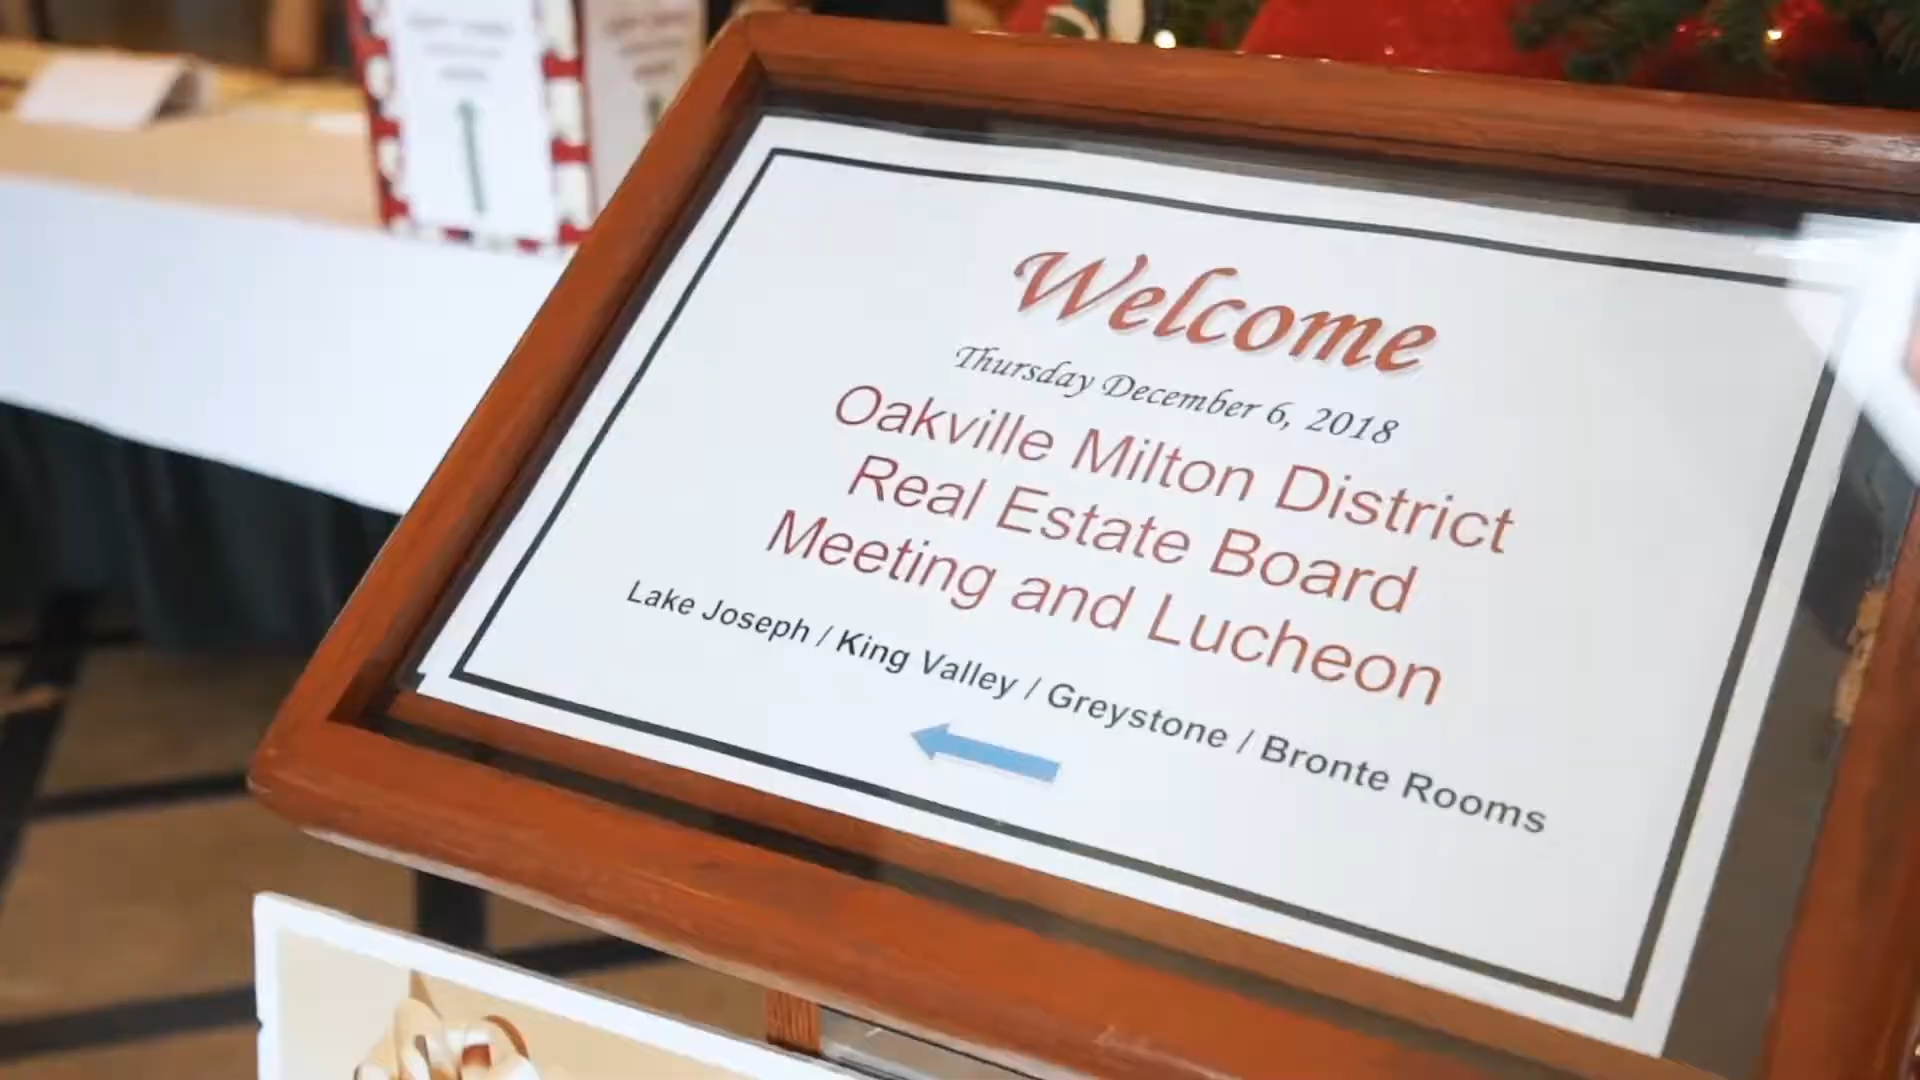 Welcome
Thursday December 6, 2018
Oakville Milton District
Real Estate Board
Meeting and Lucheon
Lake Joseph / King Valley / Greystone / Bronte Rooms